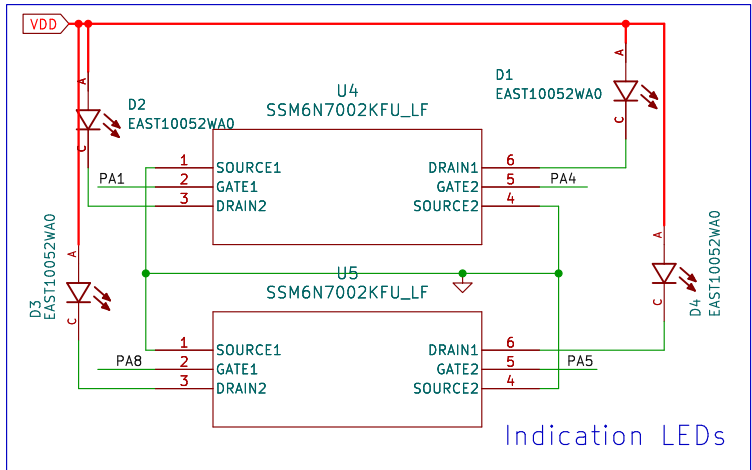 VDD
A
D2
EAST10052WA0
C
U4
SSM6N7002KFU_LF
D1
EAST10052WA0
A
C
1 SOURCE1 DRAIN1 6
PA1 2 GATE1 GATE2 5 PA4
3 DRAIN2 SOURCE2 4
D3
EAST10052WA0
A
C
U5
SSM6N7002KFU_LF
A
C
D4
EAST10052WA0
1 SOURCE1 DRAIN1 6
PA8 2 GATE1 GATE2 5 PA5
3 DRAIN2 SOURCE2 4
Indication LEDs